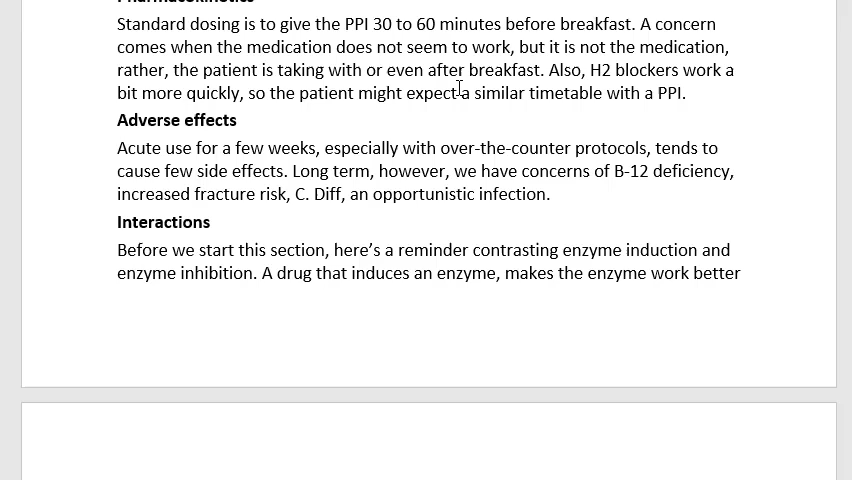 Pharmacokinetics
Standard dosing is to give the PPI 30 to 60 minutes before breakfast. A concern
comes when the medication does not seem to work, but it is not the medication,
rather, the patient is taking with or even after breakfast. Also, H2 blockers work a
bit more quickly, so the patient might expect a similar timetable with a PPI.
Adverse effects
Acute use for a few weeks, especially with over-the-counter protocols, tends to
cause few side effects. Long term, however, we have concerns of B-12 deficiency,
increased fracture risk, C. Diff, an opportunistic infection.
Interactions
Before we start this section, here’s a reminder contrasting enzyme induction and
enzyme inhibition. A drug that induces an enzyme, makes the enzyme work better